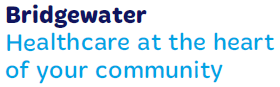 Bridgewater
Healthcare at the heart
of your community